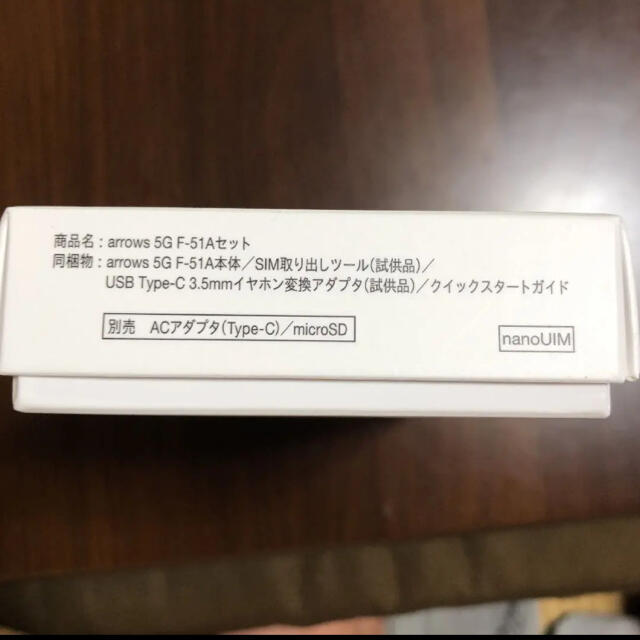 商品名：arrows 5G F-51Aセット
同梱物：arrows 5G F-51A本体／SIM取り出しツール（試供品）／
USB Type-C 3.5mmイヤホン変換アダプタ（試供品）／クイックスタートガイド
別売 ACアダプタ（Type-C）／microSD
nanoUIM